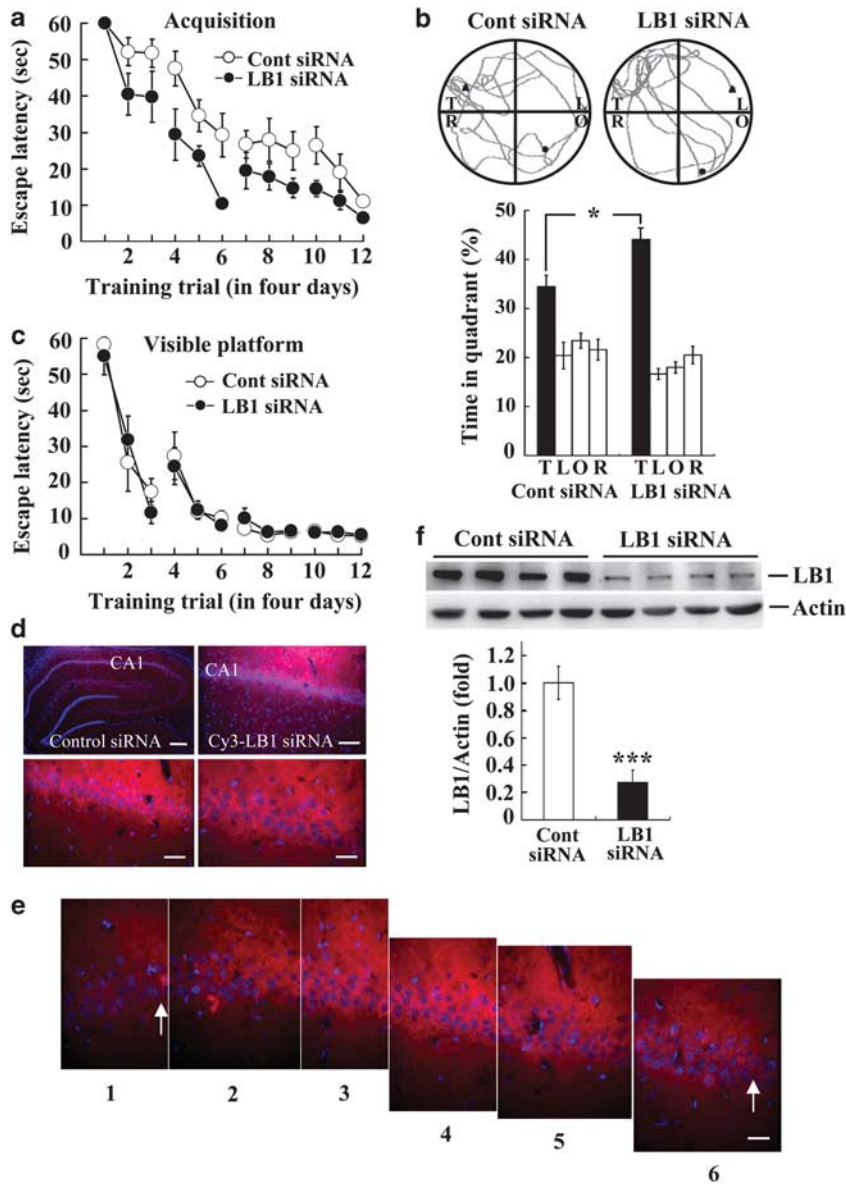 a
Acquisition
Escape latency (sec)
60
50
40
30
20
10
0
Cont siRNA
LB1 siRNA
2 4 6 8 10 12
Training trial (in four days)
b
Cont siRNA LB1 siRNA
T L
R O
T L
R O
Time in quadrant (%)
50
40
30
20
10
0
*
T L O R T L O R
Cont siRNA LB1 siRNA
c
Visible platform
Escape latency (sec)
60
50
40
30
20
10
0
Cont siRNA
LB1 siRNA
2 4 6 8 10 12
Training trial (in four days)
d
CA1
Control siRNA
CA1
Cy3-LB1 siRNA
f
Cont siRNA LB1 siRNA
LB1
Actin
LB1/Actin (fold)
1.2
1.0
0.8
0.6
0.4
0.2
0
***
Cont
siRNA
LB1
siRNA
e
1
2
3
4
5
6